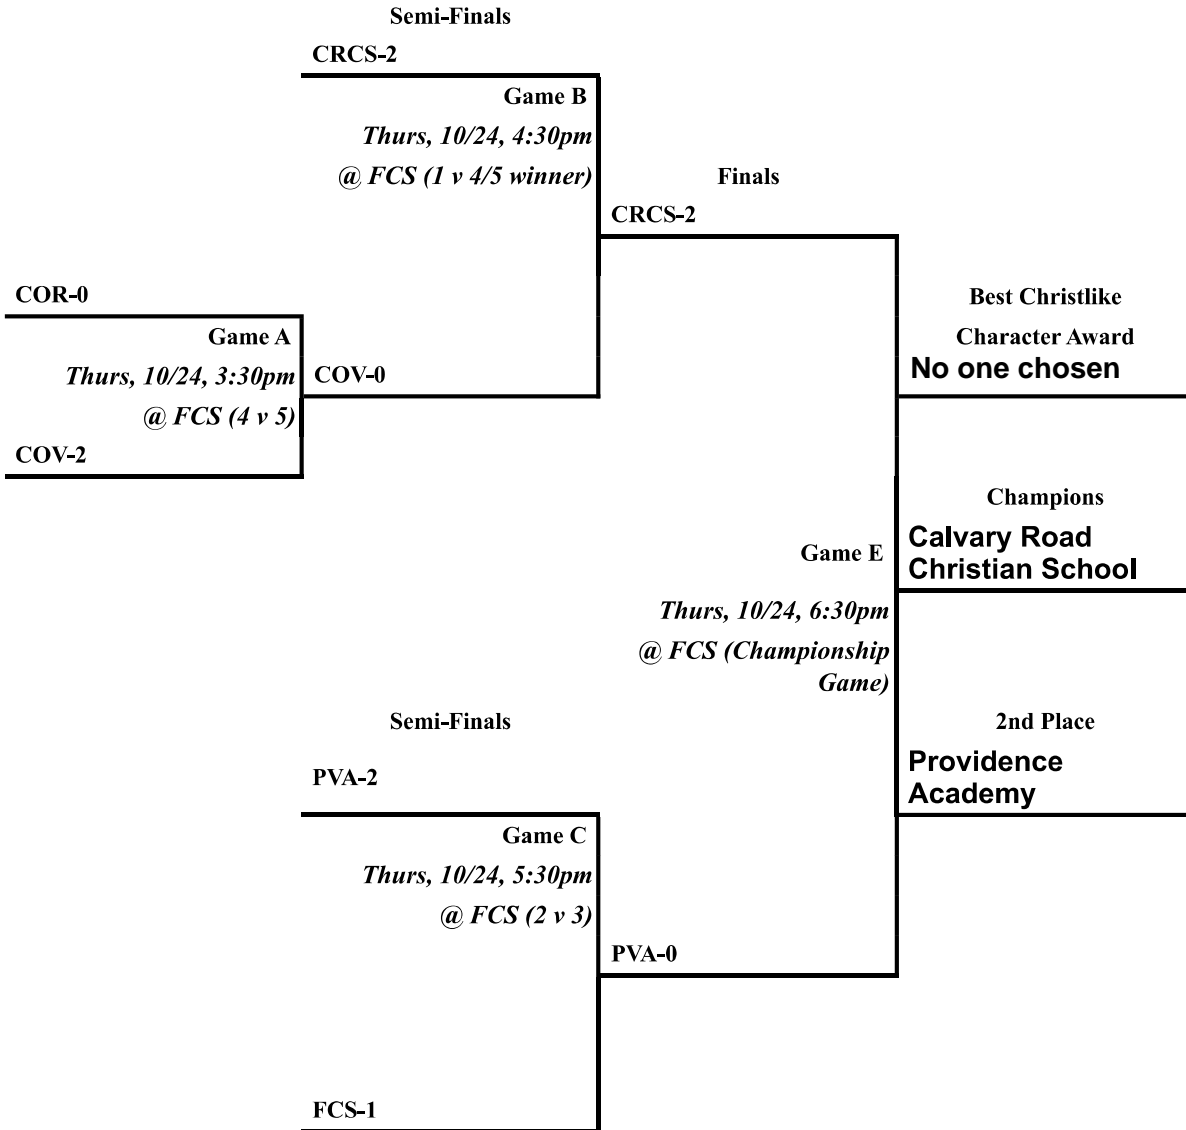 Semi-Finals
CRCS-2
Game B
Thurs, 10/24, 4:30pm
@ FCS (1 v 4/5 winner)
Finals
CRCS-2
COR-0
Game A
Thurs, 10/24, 3:30pm
@ FCS (4 v 5)
COV-2
COV-0
Best Christlike
Character Award
No one chosen
Champions
Calvary Road
Christian School
Game E
Thurs, 10/24, 6:30pm
@ FCS (Championship
Game)
2nd Place
Providence
Academy
Semi-Finals
PVA-2
Game C
Thurs, 10/24, 5:30pm
@ FCS (2 v 3)
PVA-0
FCS-1